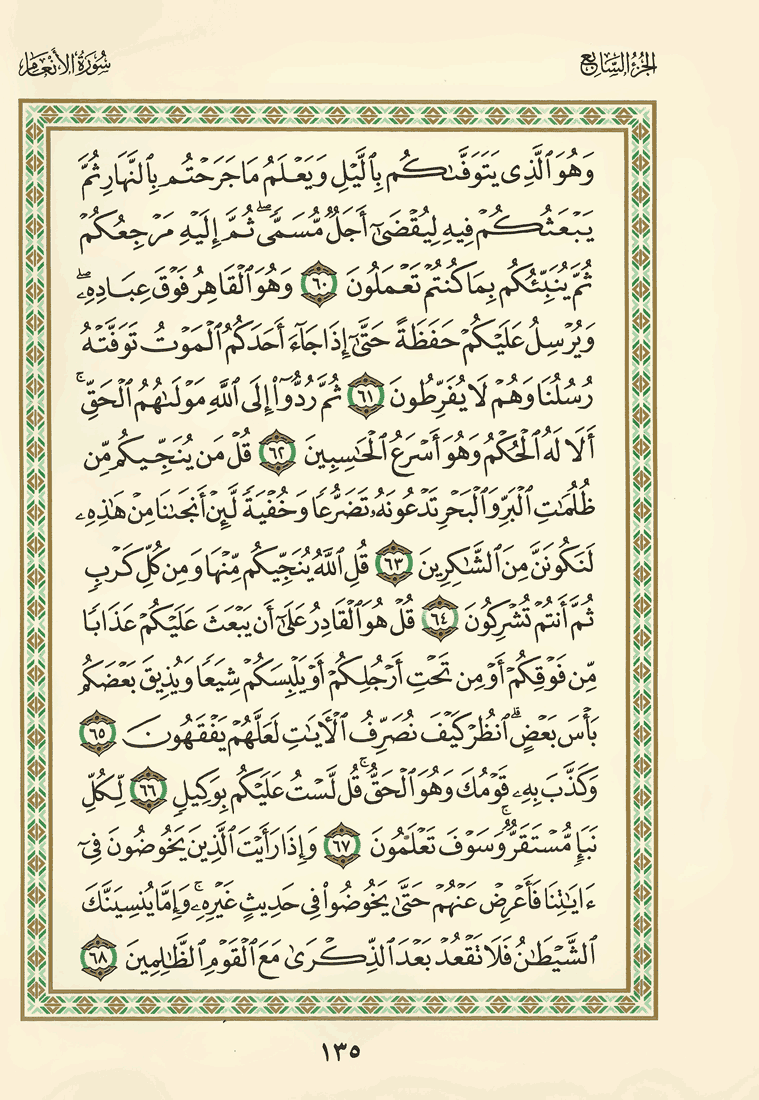 الجزء السابع
سورة الأنعام
وَهُوَ ٱلَّذِى يَتَوَفَّىٰكُم بِٱلَّيْلِ وَيَعْلَمُ مَا جَرَحْتُم بِٱلنَّهَارِ ثُمَّ
يَبْعَثُكُمْ فِيهِ لِيُقْضَىٰٓ أَجَلٌ مُّسَمًّى ۖ ثُمَّ إِلَيْهِ مَرْجِعُكُمْ
ثُمَّ يُنَبِّئُكُم بِمَا كُنتُمْ تَعْمَلُونَ ٦٠ وَهُوَ ٱلْقَاهِرُ فَوْقَ عِبَادِهِۦ ۖ
وَيُرْسِلُ عَلَيْكُمْ حَفَظَةً حَتَّىٰٓ إِذَا جَآءَ أَحَدَكُمُ ٱلْمَوْتُ تَوَفَّتْهُ
رُسُلُنَا وَهُمْ لَا يُفَرِّطُونَ ٦١ ثُمَّ رُدُّوٓا۟ إِلَى ٱللَّهِ مَوْلَىٰهُمُ ٱلْحَقِّ ۚ
أَلَا لَهُ ٱلْحُكْمُ وَهُوَ أَسْرَعُ ٱلْحَـٰسِبِينَ ٦٢ قُلْ مَن يُنَجِّيكُم مِّن
ظُلُمَـٰتِ ٱلْبَرِّ وَٱلْبَحْرِ تَدْعُونَهُۥ تَضَرُّعًا وَخُفْيَةً لَّئِنْ أَنجَىٰنَا مِنْ هَـٰذِهِۦ
لَنَكُونَنَّ مِنَ ٱلشَّـٰكِرِينَ ٦٣ قُلِ ٱللَّهُ يُنَجِّيكُم مِّنْهَا وَمِن كُلِّ كَرْبٍ
ثُمَّ أَنتُمْ تُشْرِكُونَ ٦٤ قُلْ هُوَ ٱلْقَادِرُ عَلَىٰٓ أَن يَبْعَثَ عَلَيْكُمْ عَذَابًا
مِّن فَوْقِكُمْ أَوْ مِن تَحْتِ أَرْجُلِكُمْ أَوْ يَلْبِسَكُمْ شِيَعًا وَيُذِيقَ بَعْضَكُم
بَأْسَ بَعْضٍ ۗ ٱنظُرْ كَيْفَ نُصَرِّفُ ٱلْـَٔايَـٰتِ لَعَلَّهُمْ يَفْقَهُونَ ٦٥
وَكَذَّبَ بِهِۦ قَوْمُكَ وَهُوَ ٱلْحَقُّ ۚ قُل لَّسْتُ عَلَيْكُم بِوَكِيلٍ ٦٦ لِّكُلِّ
نَبَإٍ مُّسْتَقَرٌّ ۚ وَسَوْفَ تَعْلَمُونَ ٦٧ وَإِذَا رَأَيْتَ ٱلَّذِينَ يَخُوضُونَ فِىٓ
ءَايَـٰتِنَا فَأَعْرِضْ عَنْهُمْ حَتَّىٰ يَخُوضُوا۟ فِى حَدِيثٍ غَيْرِهِۦ ۚ وَإِمَّا يُنسِيَنَّكَ
ٱلشَّيْطَـٰنُ فَلَا تَقْعُدْ بَعْدَ ٱلذِّكْرَىٰ مَعَ ٱلْقَوْمِ ٱلظَّـٰلِمِينَ ٦٨
١٣٥